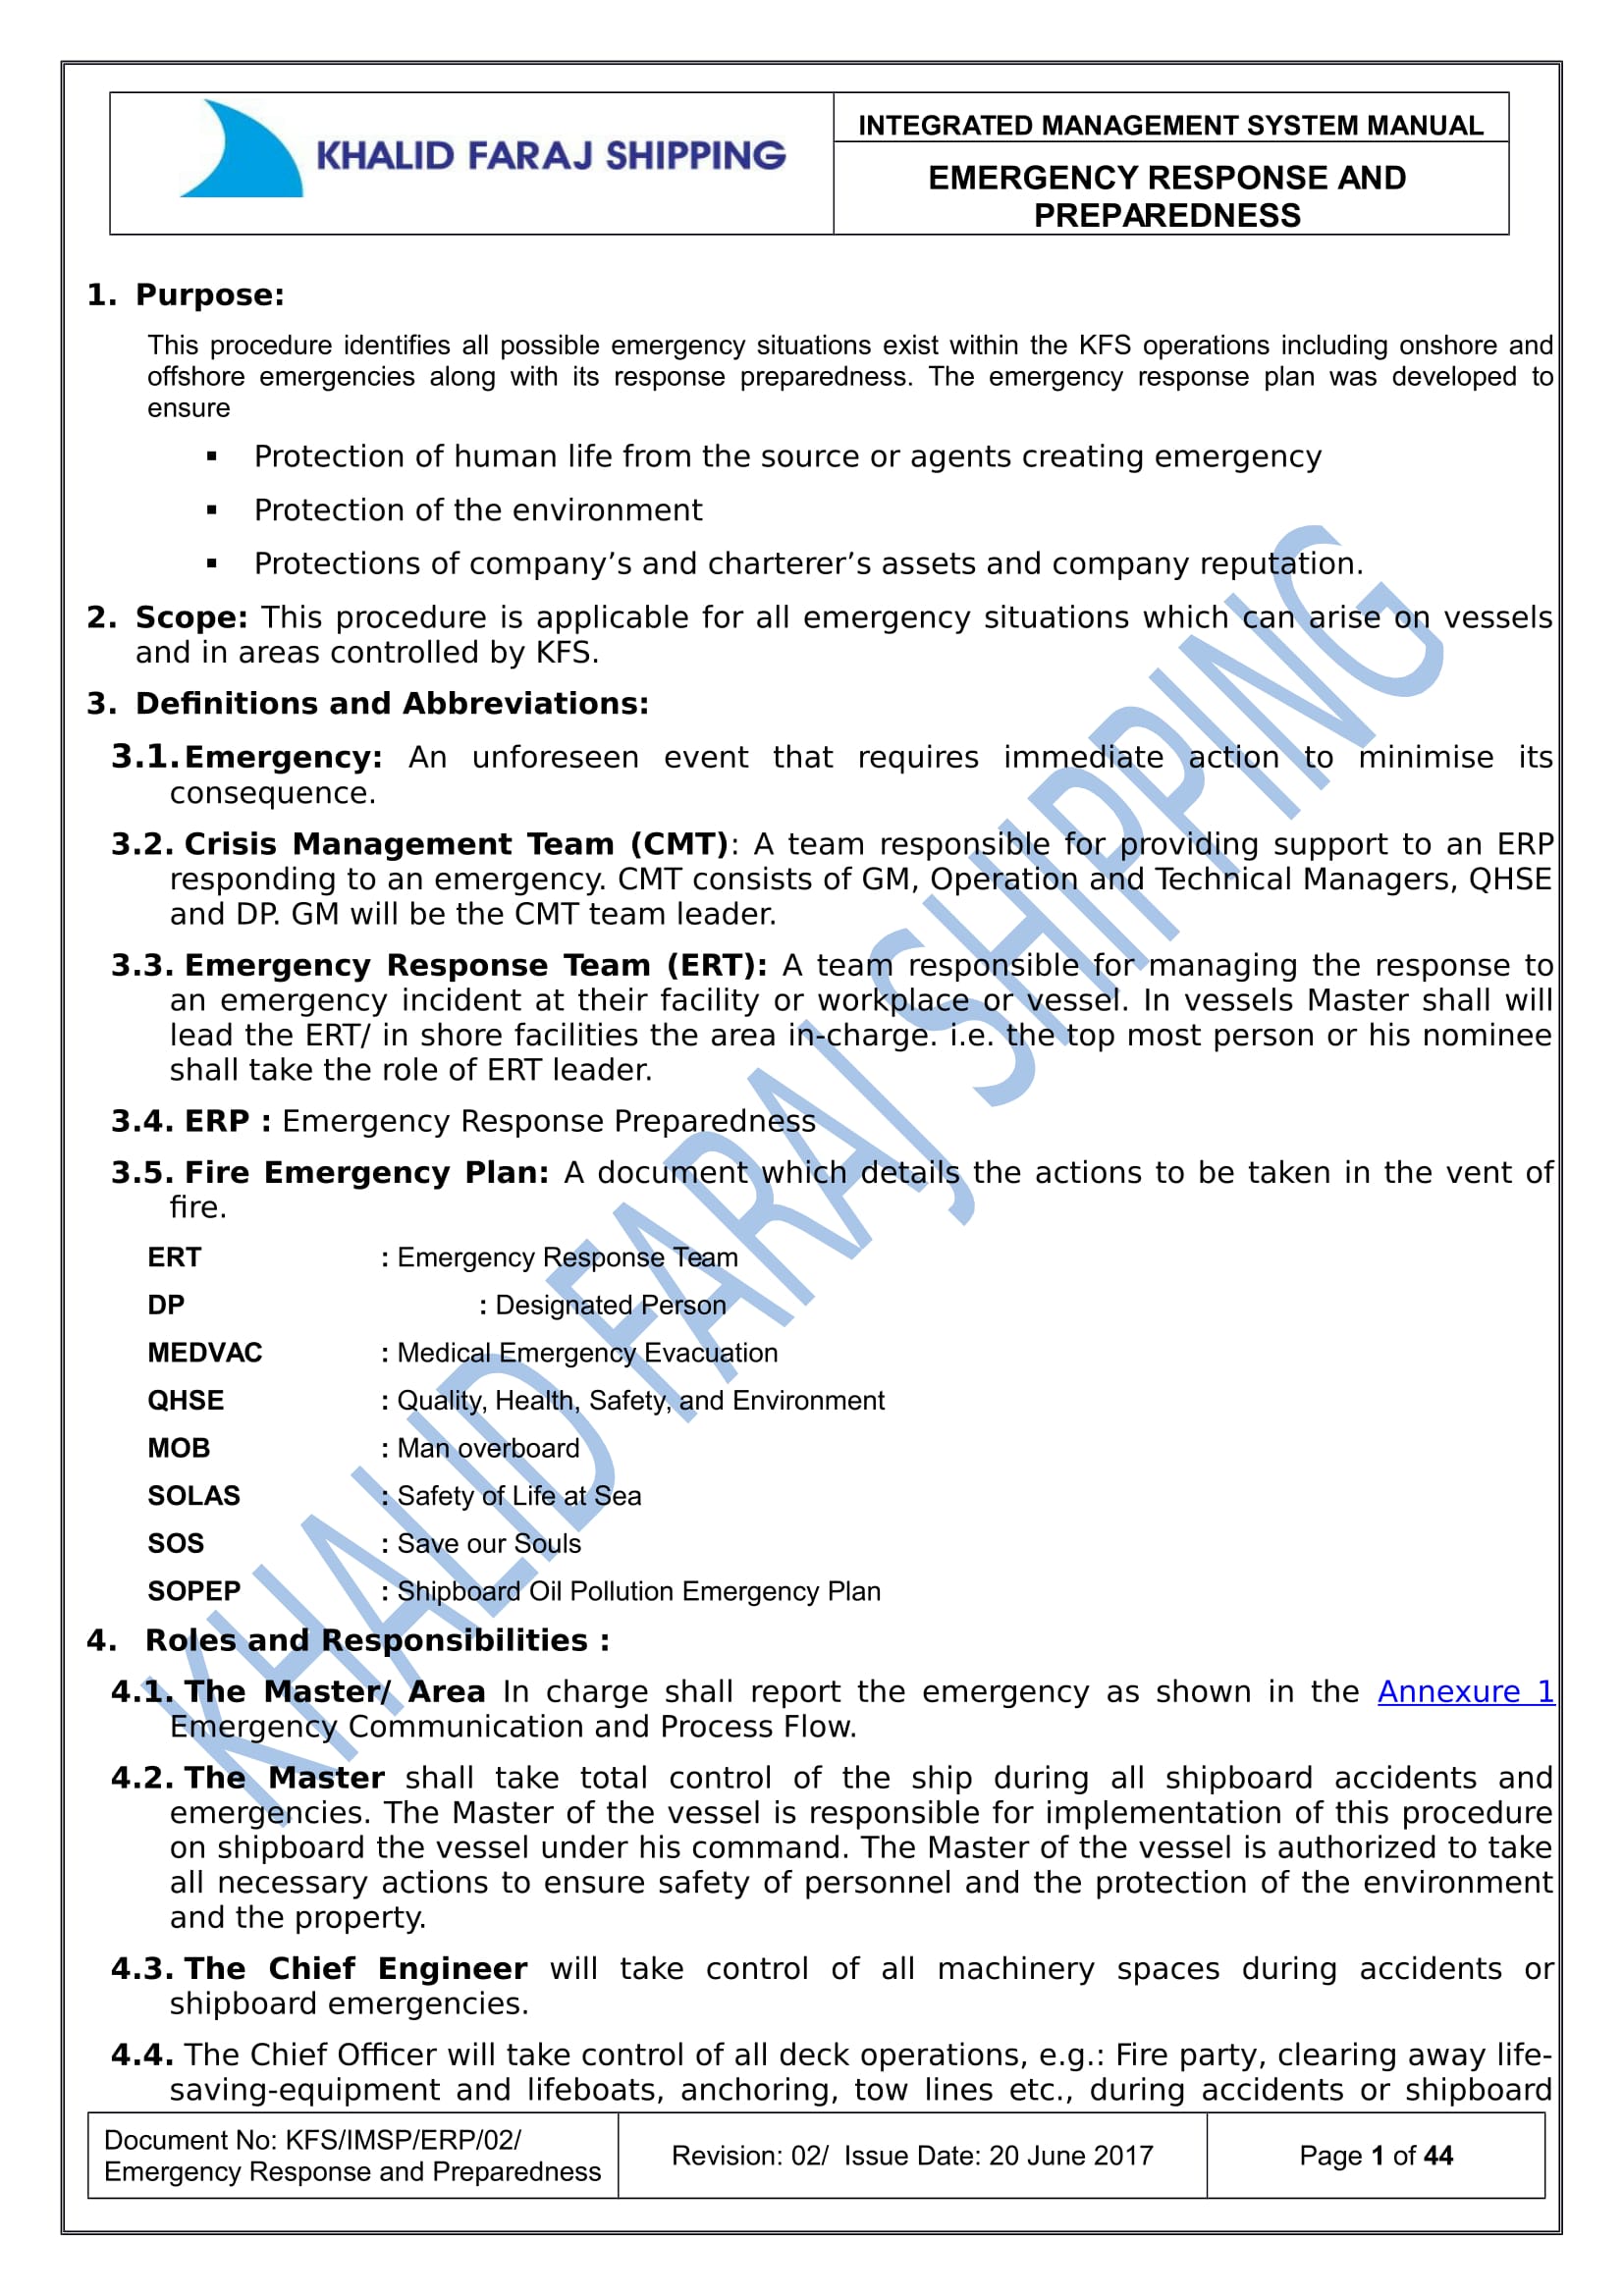 KHALID FARAJ SHIPPING
INTEGRATED MANAGEMENT SYSTEM MANUAL
EMERGENCY RESPONSE AND
PREPAREDNESS
1. Purpose:
This procedure identifies all possible emergency situations exist within the KFS operations including onshore and
offshore emergencies along with its response preparedness. The emergency response plan was developed to
ensure
▪ Protection of human life from the source or agents creating emergency
▪ Protection of the environment
▪ Protections of company’s and charterer’s assets and company reputation.
2. Scope: This procedure is applicable for all emergency situations which can arise on vessels
and in areas controlled by KFS.
3. Definitions and Abbreviations:
3.1. Emergency: An unforeseen event that requires immediate action to minimise its
consequence.
3.2. Crisis Management Team (CMT): A team responsible for providing support to an ERP
responding to an emergency. CMT consists of GM, Operation and Technical Managers, QHSE
and DP. GM will be the CMT team leader.
3.3. Emergency Response Team (ERT): A team responsible for managing the response to
an emergency incident at their facility or workplace or vessel. In vessels Master shall will
lead the ERT/ in shore facilities the area in-charge. i.e. the top most person or his nominee
shall take the role of ERT leader.
3.4. ERP : Emergency Response Preparedness
3.5. Fire Emergency Plan: A document which details the actions to be taken in the vent of
fire.
ERT : Emergency Response Team
DP : Designated Person
MEDVAC : Medical Emergency Evacuation
QHSE : Quality, Health, Safety, and Environment
MOB : Man overboard
SOLAS : Safety of Life at Sea
SOS : Save our Souls
SOPEP : Shipboard Oil Pollution Emergency Plan
4. Roles and Responsibilities :
4.1. The Master/ Area In charge shall report the emergency as shown in the Annexure 1
Emergency Communication and Process Flow.
4.2. The Master shall take total control of the ship during all shipboard accidents and
emergencies. The Master of the vessel is responsible for implementation of this procedure
on shipboard the vessel under his command. The Master of the vessel is authorized to take
all necessary actions to ensure safety of personnel and the protection of the environment
and the property.
4.3. The Chief Engineer will take control of all machinery spaces during accidents or
shipboard emergencies.
4.4. The Chief Officer will take control of all deck operations, e.g.: Fire party, clearing away life-
saving-equipment and lifeboats, anchoring, tow lines etc., during accidents or shipboard
KHALID FARAJ SHIPPING
Document No: KFS/IMSP/ERP/02/
Emergency Response and Preparedness
Revision: 02/ Issue Date: 20 June 2017
Page 1 of 44